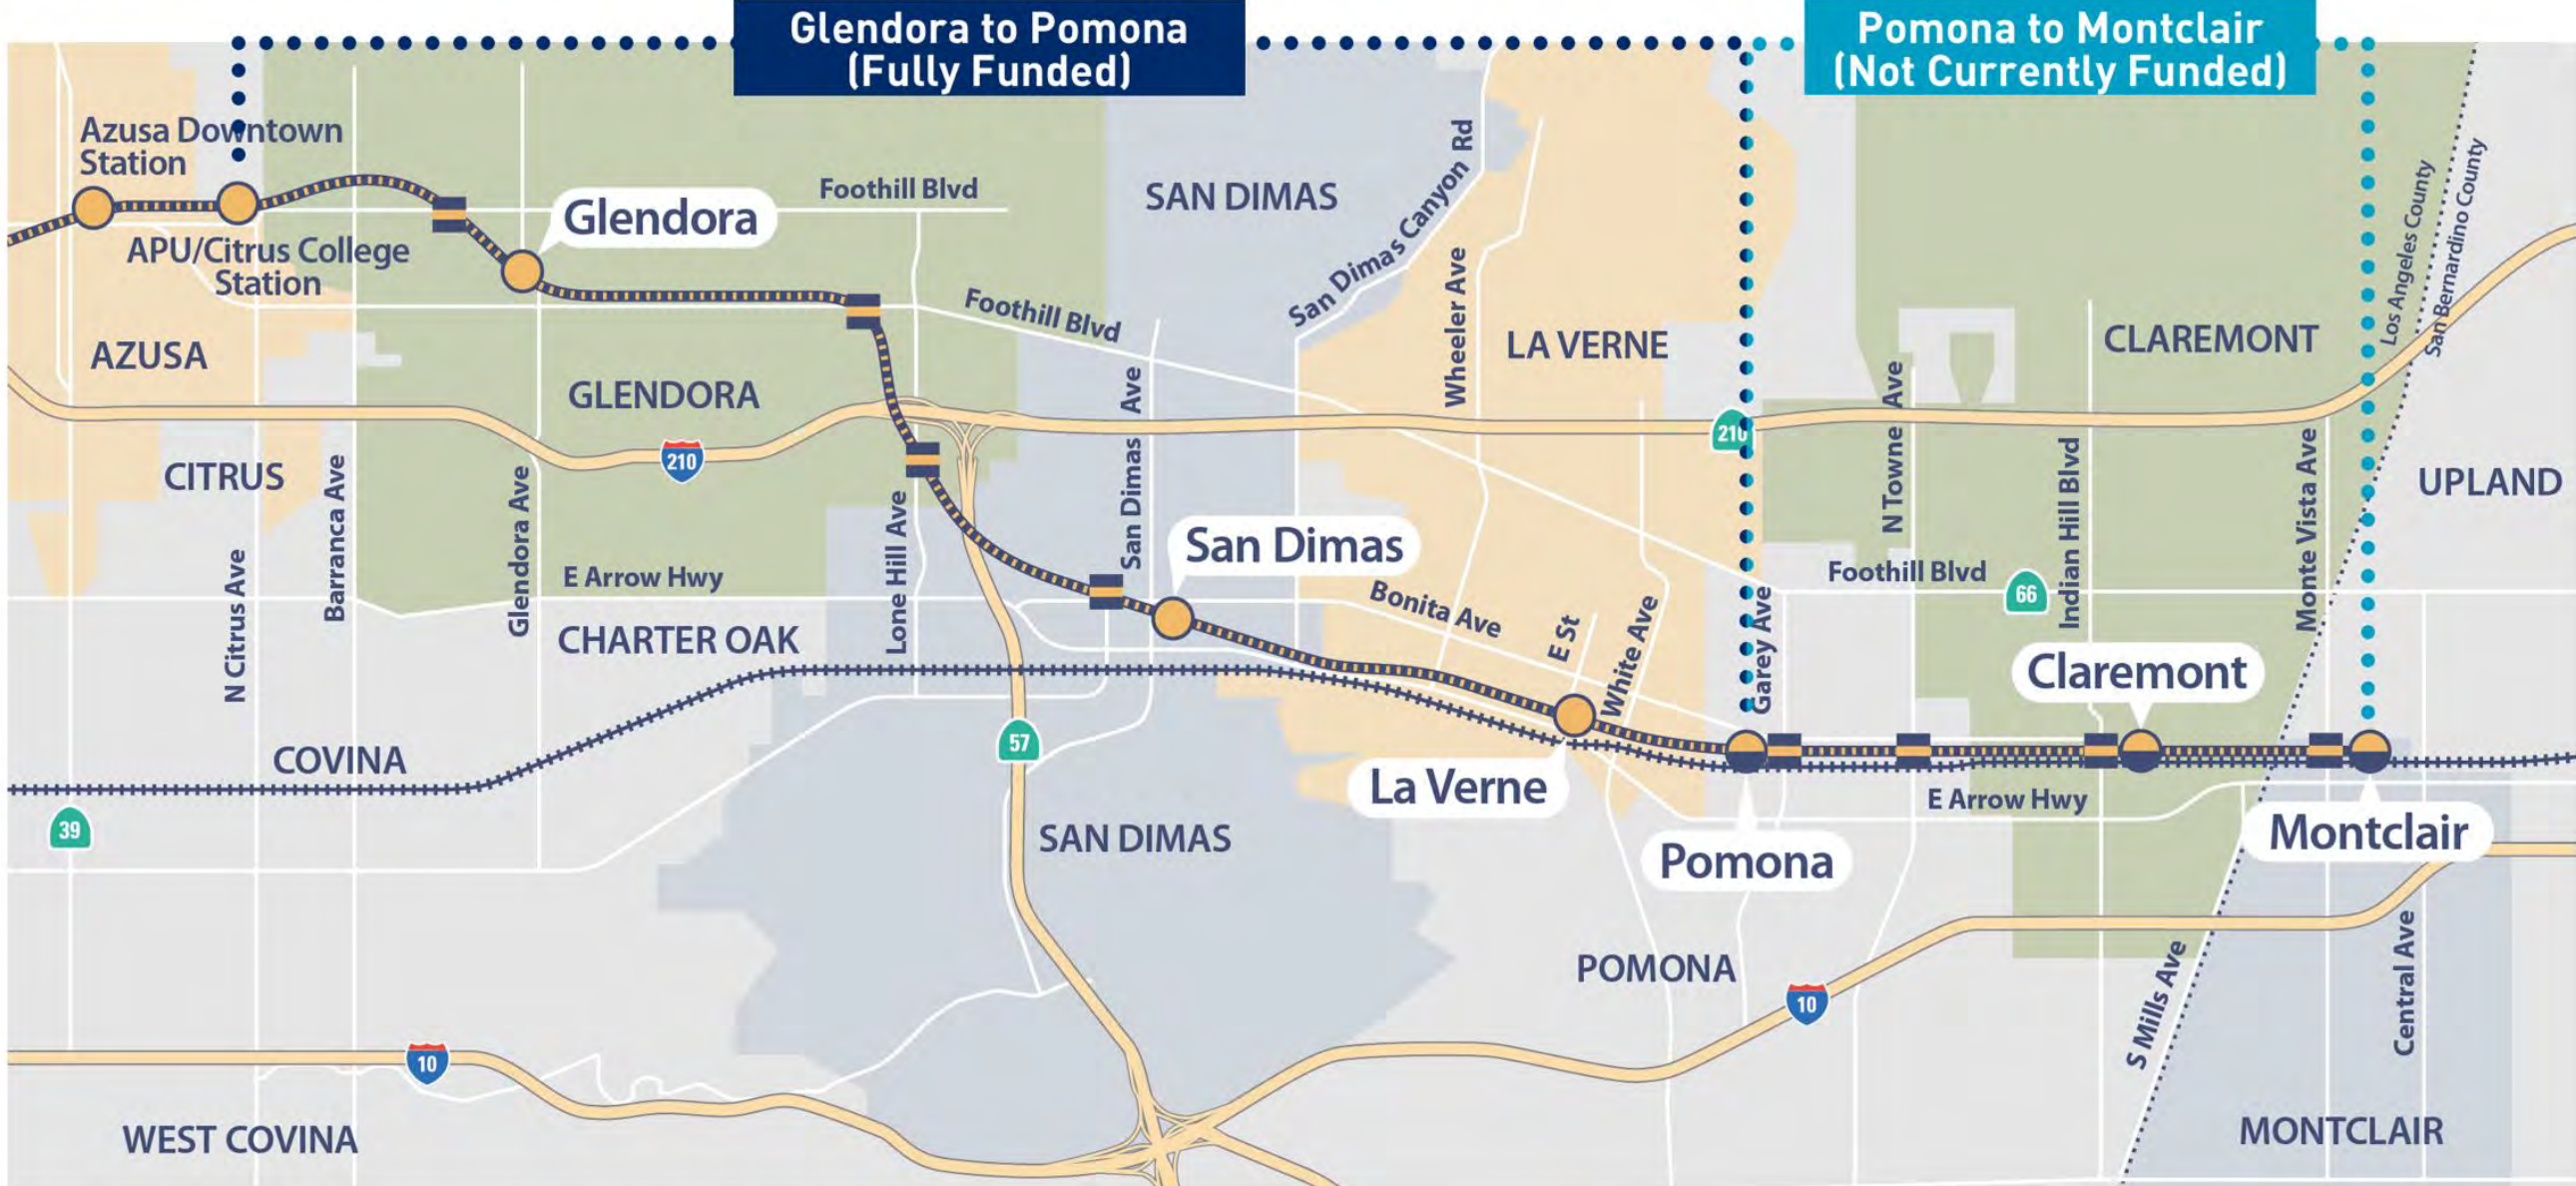 Glendora to Pomona
(Fully Funded)
Pomona to Montclair
(Not Currently Funded)
Azusa Downtown
Station
APU/Citrus College
Station
Glendora
Foothill Blvd
SAN DIMAS
San Dimas Canyon Rd
Wheeler Ave
LA VERNE
CLAREMONT
Los Angeles County
San Bernardino County
AZUSA
GLENDORA
Foothill Blvd
San Dimas Ave
210
210
N Towne Ave
Indian Hill Blvd
Monte Vista Ave
UPLAND
CITRUS
N Citrus Ave
Barranca Ave
Glendora Ave
E Arrow Hwy
Lone Hill Ave
San Dimas
Bonita Ave
E St
White Ave
Garey Ave
Foothill Blvd
66
CHARTER OAK
Claremont
COVINA
57
La Verne
E Arrow Hwy
39
SAN DIMAS
Pomona
Montclair
POMONA
10
S Mills Ave
Central Ave
10
WEST COVINA
MONTCLAIR